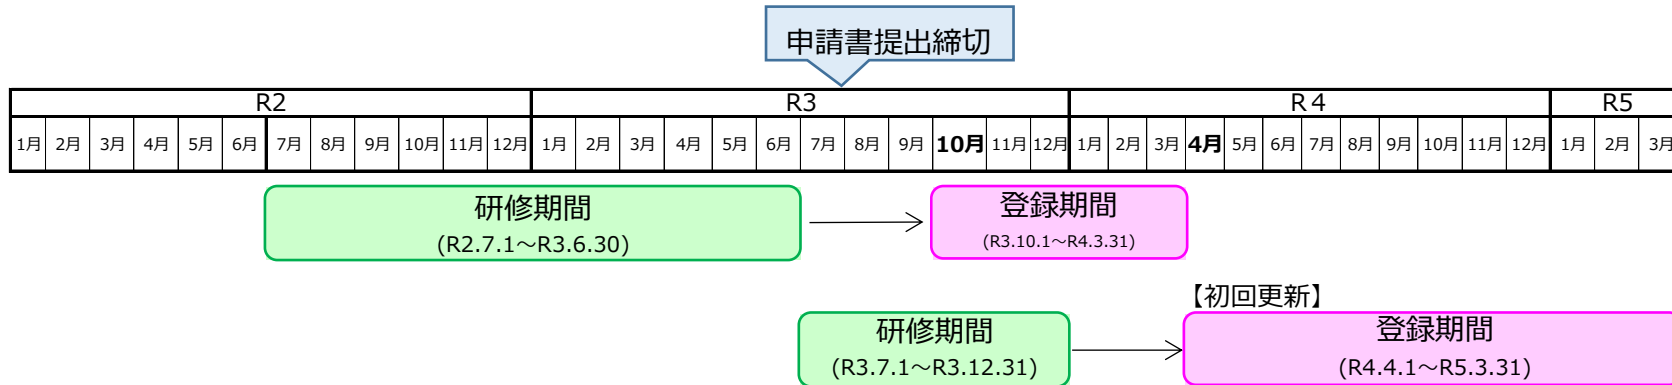 申請書提出締切
R2 R3 R４ R5
1月 2月 3月 4月 5月 6月 7月 8月 9月 10月 11月 12月 1月 2月 3月 4月 5月 6月 7月 8月 9月 10月 11月 12月 1月 2月 3月 4月 5月 6月 7月 8月 9月 10月 11月 12月 1月 2月 3月
研修期間
(R2.7.1～R3.6.30)
登録期間
(R3.10.1～R4.3.31)
【初回更新】
研修期間
(R3.7.1～R3.12.31)
登録期間
(R4.4.1～R5.3.31)